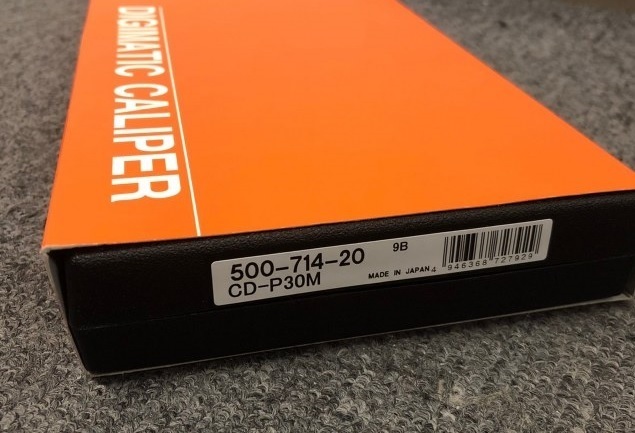 DIGIMATIC CALIPER
500-714-20 9B
CD-P30M MADE IN JAPAN
4 946368 727929